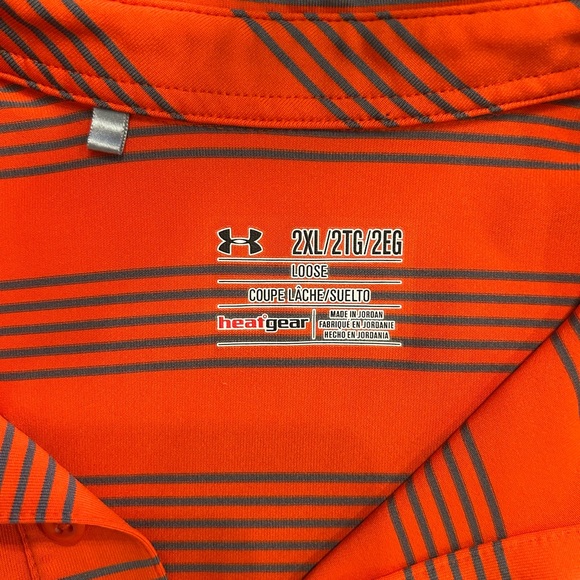 2XL/2TG/2EG
LOOSE
COUPE LÂCHE/SUELTO
heatgear
MADE IN JORDAN
FABRIQUÉ EN JORDANIE
HECHO EN JORDANIA